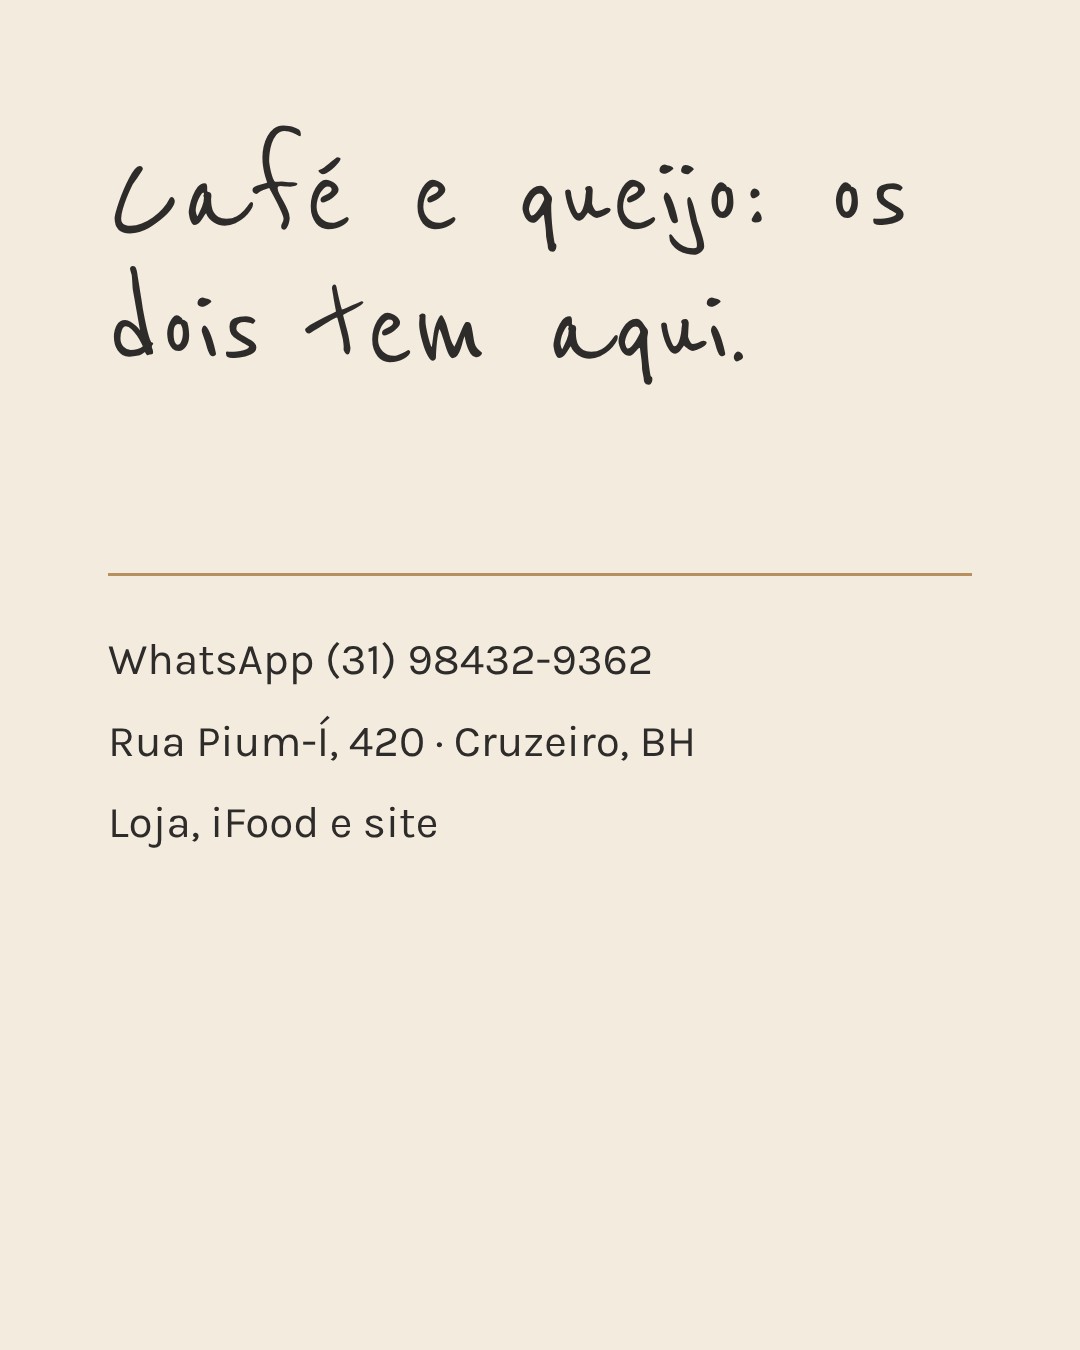 Café e queijo: os
dois tem aqui.
WhatsApp (31) 98432-9362
Rua Pium-Í, 420 · Cruzeiro, BH
Loja, iFood e site